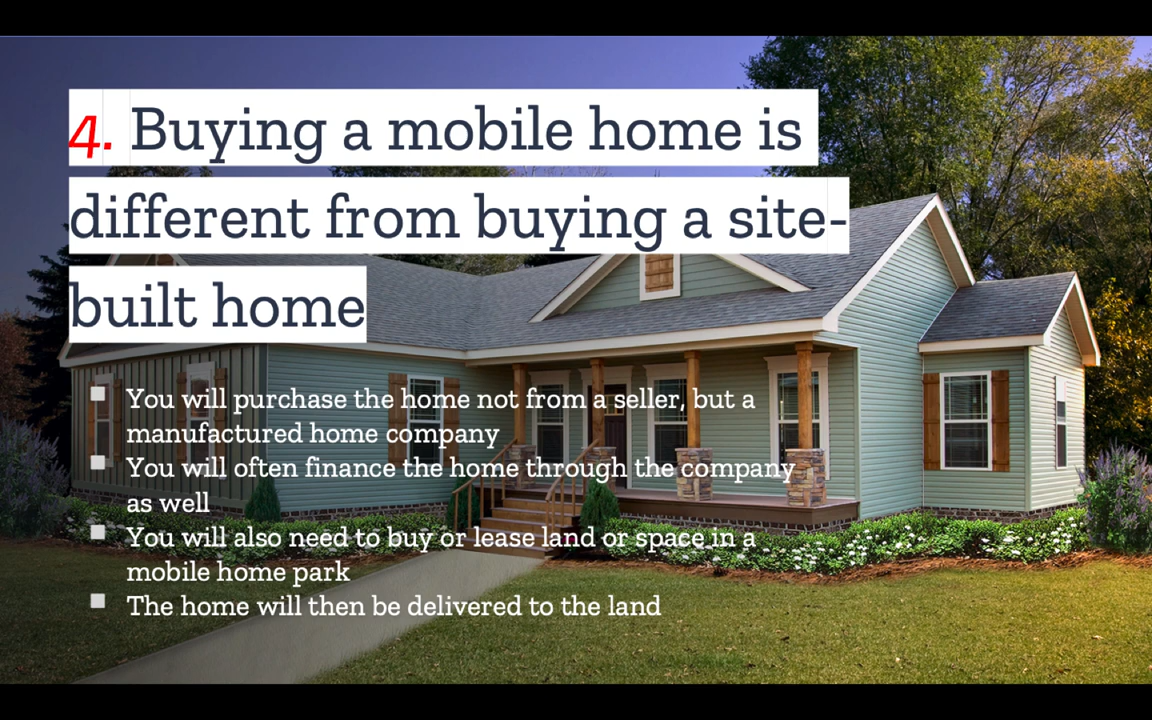 4. Buying a mobile home is
different from buying a site-
built home
You will purchase the home not from a seller, but a
manufactured home company
You will often finance the home through the company
as well
You will also need to buy or lease land or space in a
mobile home park
The home will then be delivered to the land